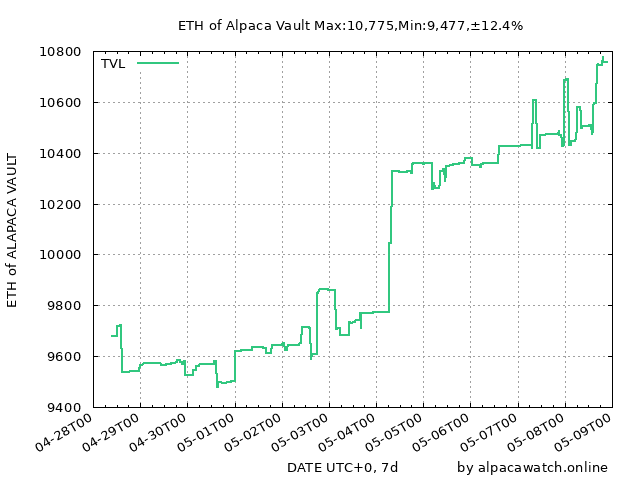 ETH of Alpaca Vault Max:10,775,Min:9,477,±12.4%
TVL
ETH of ALAPACA VAULT
10800
10600
10400
10200
10000
9800
9600
9400
04-28T00
04-29T00
04-30T00
05-01T00
05-02T00
05-03T00
05-04T00
05-05T00
05-06T00
05-07T00
05-08T00
05-09T00
DATE UTC+0, 7d
by alpacawatch.online